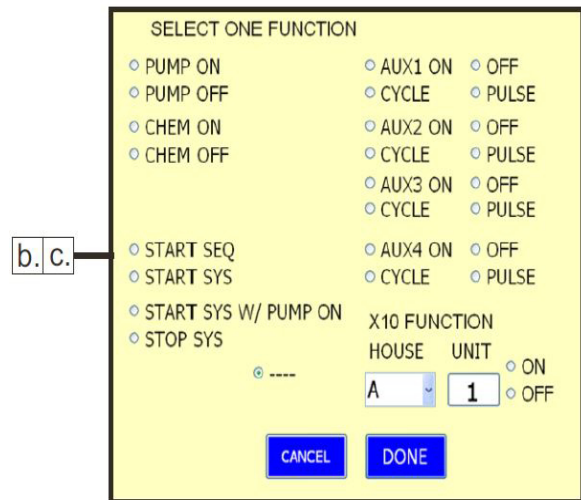 SELECT ONE FUNCTION
PUMP ON
PUMP OFF
CHEM ON
CHEM OFF
b. c.
START SEQ
START SYS
START SYS W/ PUMP ON
STOP SYS
----
AUX1 ON OFF
CYCLE PULSE
AUX2 ON OFF
CYCLE PULSE
AUX3 ON OFF
CYCLE PULSE
AUX4 ON OFF
CYCLE PULSE
X10 FUNCTION
HOUSE UNIT
A 1
ON
OFF
CANCEL DONE